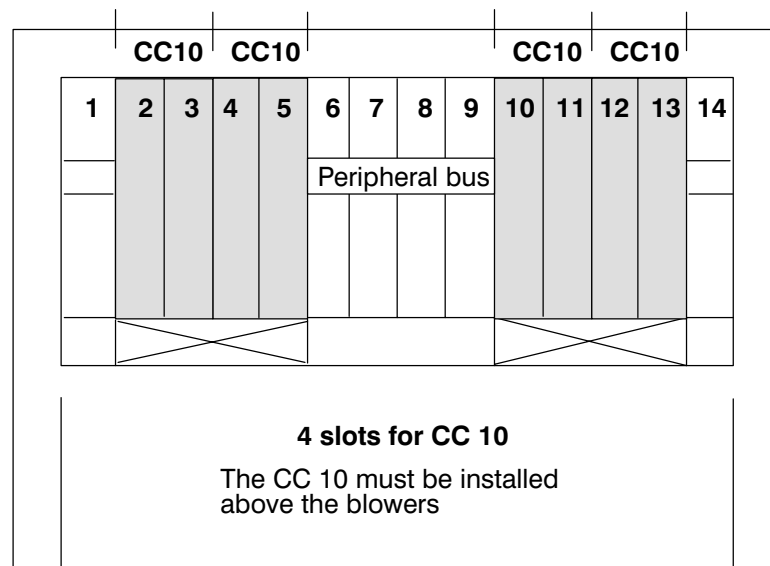 CC10 CC10 CC10 CC10
1 2 3 4 5 6 7 8 9 10 11 12 13 14
Peripheral bus
4 slots for CC 10
The CC 10 must be installed
above the blowers